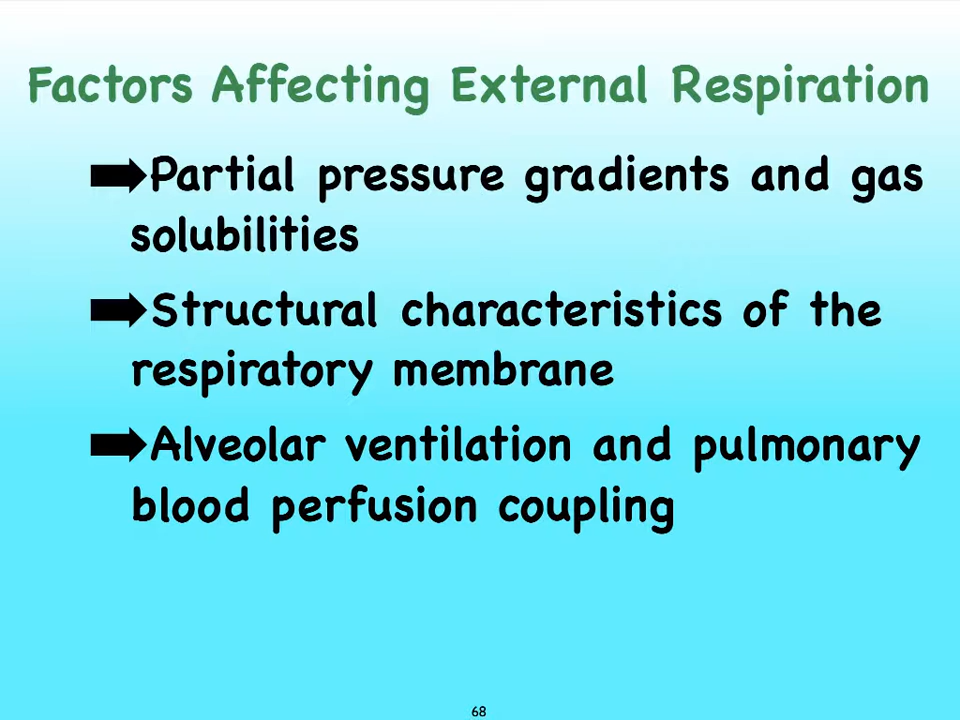 Factors Affecting External Respiration
➡Partial pressure gradients and gas
solubilities
➡Structural characteristics of the
respiratory membrane
➡Alveolar ventilation and pulmonary
blood perfusion coupling
68